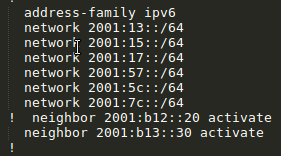 address-family ipv6
network 2001:13::/64
network 2001:15::/64
network 2001:17::/64
network 2001:57::/64
network 2001:5c::/64
network 2001:7c::/64
!  neighbor 2001:b12::20 activate
neighbor 2001:b13::30 activate
!